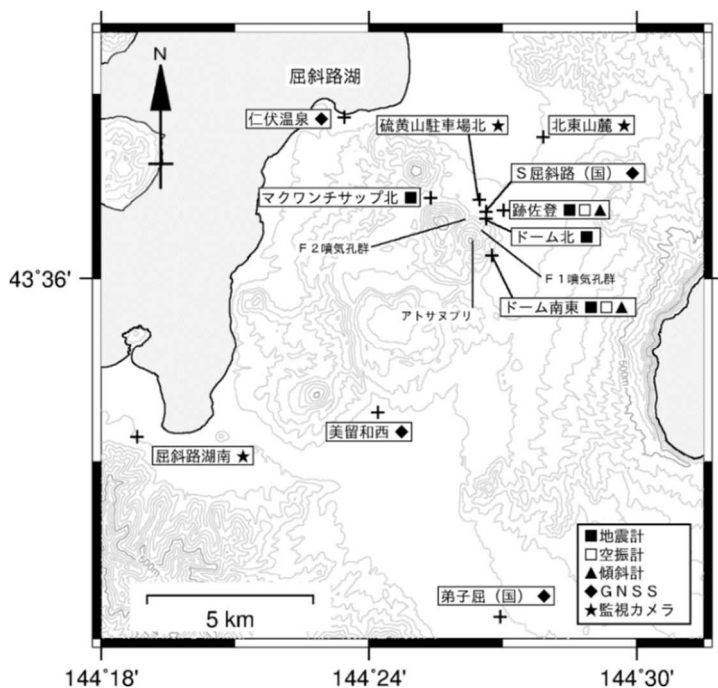 N
屈斜路湖
仁伏温泉◆
硫黄山駐車場北★
北東山麓★
S屈斜路（国）◆
マクワンチサップ北■
跡佐登■□▲
ドーム北■
F2噴気孔群
43°36'
F1噴気孔群
ドーム南東■□▲
アトサヌプリ
500m
美留和西◆
屈斜路湖南★
500m
■地震計
□空振計
▲傾斜計
◆GNSS
★監視カメラ
5 km
弟子屈（国）◆
144°18'
144°24'
144°30'